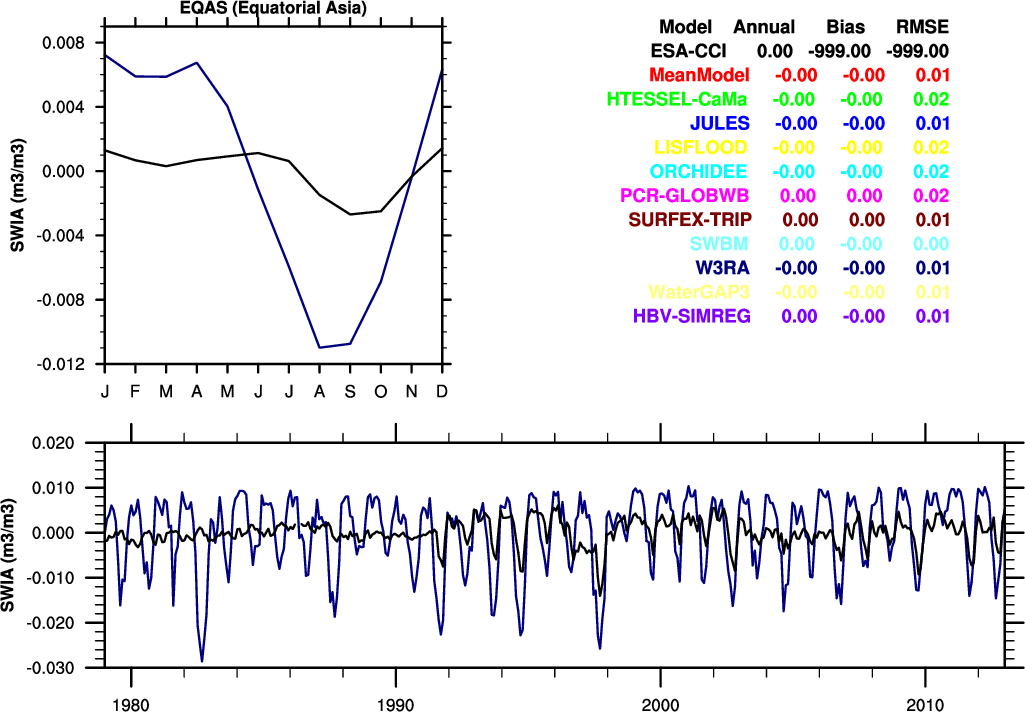 EQAS (Equatorial Asia)
SWIA (m3/m3)
0.008
0.004
0.000
-0.004
-0.008
-0.012
J F M A M J J A S O N D
Model Annual Bias RMSE
ESA-CCI 0.00 -999.00 -999.00
MeanModel -0.00 -0.00 0.01
HTESSEL-CaMa -0.00 -0.00 0.02
JULES -0.00 -0.00 0.01
LISFLOOD -0.00 -0.00 0.02
ORCHIDEE -0.00 -0.00 0.02
PCR-GLOBWB 0.00 0.00 0.02
SURFEX-TRIP 0.00 0.00 0.01
SWBM 0.00 -0.00 0.00
W3RA -0.00 -0.00 0.01
WaterGAP3 -0.00 -0.00 0.01
HBV-SIMREG 0.00 -0.00 0.01
SWIA (m3/m3)
0.020
0.010
0.000
-0.010
-0.020
-0.030
1980 1990 2000 2010